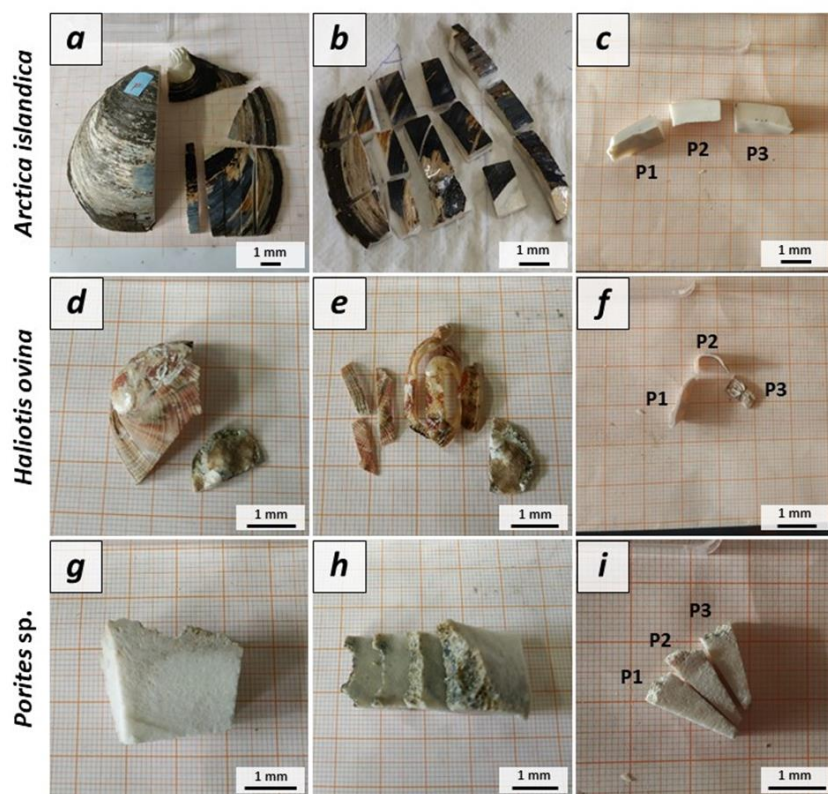 Arctica islandica
a
b
c
P1
P2
P3
1 mm
1 mm
1 mm
Haliotis ovina
d
e
f
P2
P1
P3
1 mm
1 mm
1 mm
Porites sp.
g
h
i
P3
P2
P1
1 mm
1 mm
1 mm